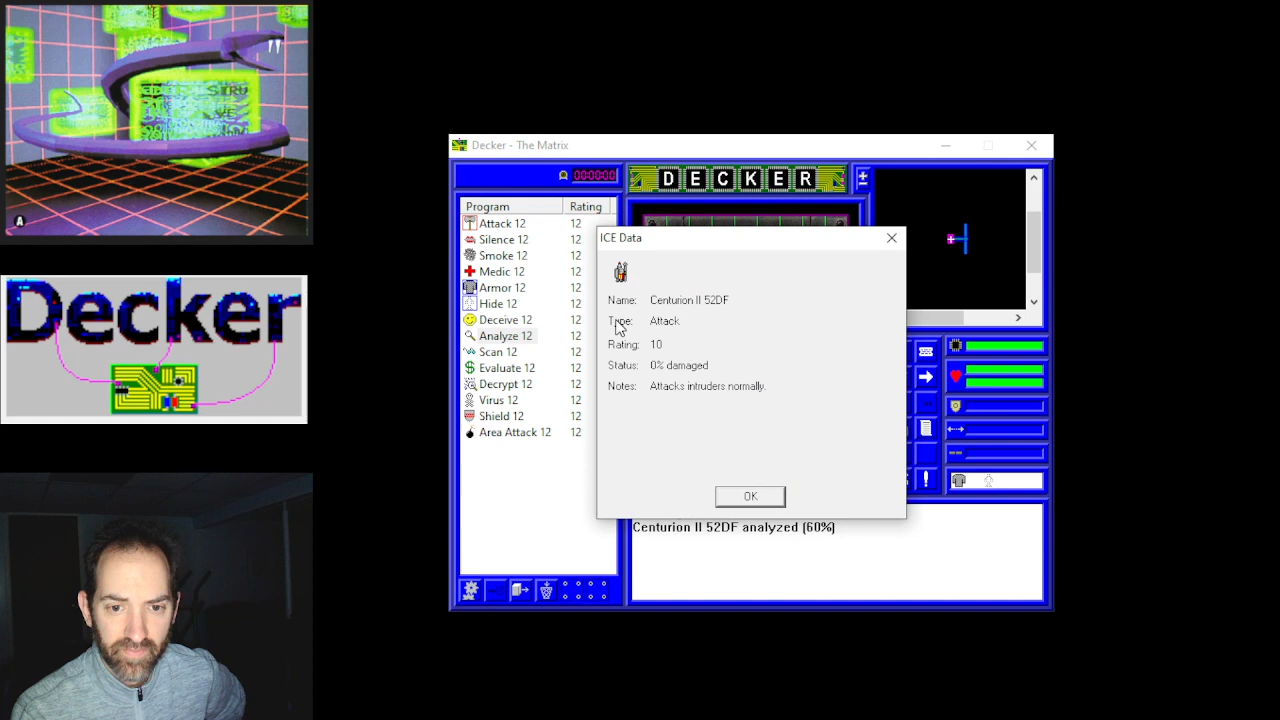 A
Decker
Decker - The Matrix
00:00:00
DECKER
Program Rating
Attack 12 12
Silence 12 12
Smoke 12 12
Medic 12 12
Armor 12 12
Hide 12 12
Deceive 12 12
Analyze 12 12
Scan 12 12
Evaluate 12 12
Decrypt 12 12
Virus 12 12
Shield 12 12
Area Attack 12 12
ICE Data
Name: Centurion II 52DF
Type: Attack
Rating: 10
Status: 0% damaged
Notes: Attacks intruders normally.
OK
Centurion II 52DF analyzed (60%)